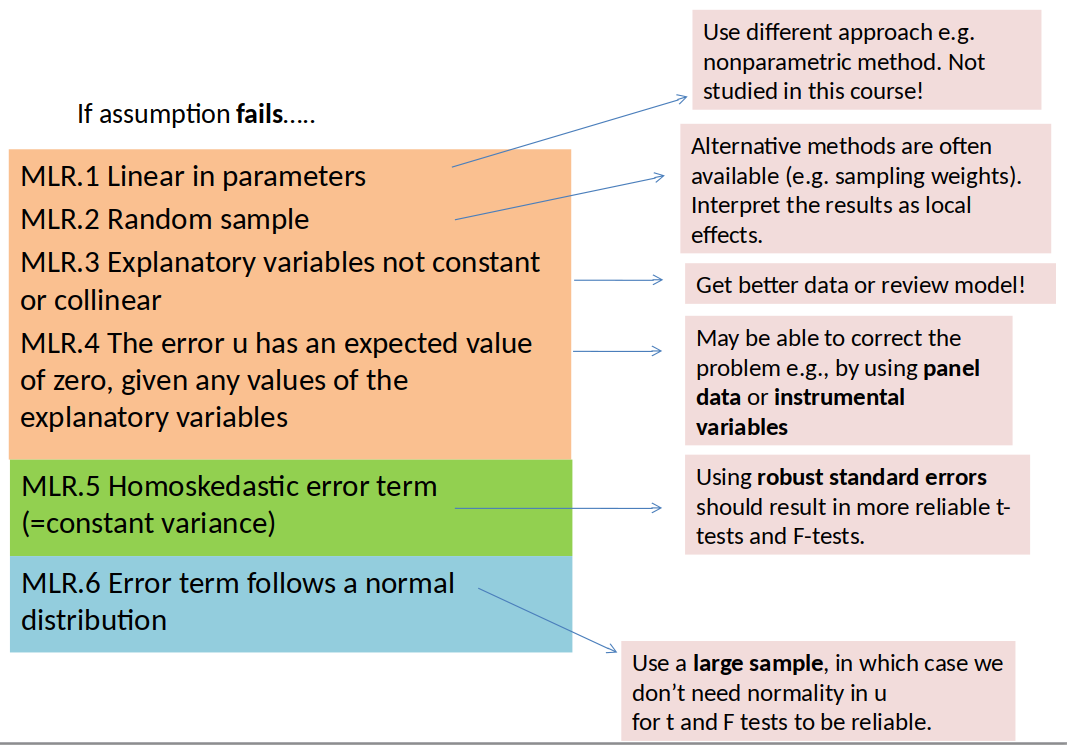 If assumption fails.....
MLR.1 Linear in parameters
MLR.2 Random sample
MLR.3 Explanatory variables not constant
or collinear
MLR.4 The error u has an expected value
of zero, given any values of the
explanatory variables
MLR.5 Homoskedastic error term
(=constant variance)
MLR.6 Error term follows a normal
distribution
Use different approach e.g.
nonparametric method. Not
studied in this course!
Alternative methods are often
available (e.g. sampling weights).
Interpret the results as local
effects.
Get better data or review model!
May be able to correct the
problem e.g., by using panel
data or instrumental
variables
Using robust standard errors
should result in more reliable t-
tests and F-tests.
Use a large sample, in which case we
don’t need normality in u
for t and F tests to be reliable.